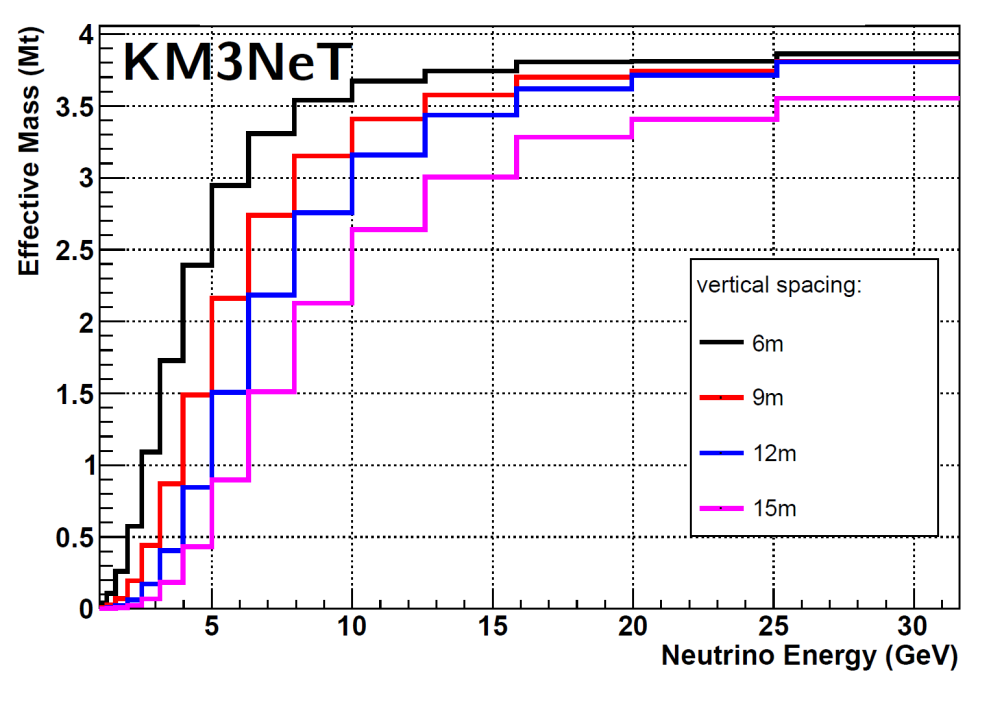 KM3NeT
Effective Mass (Mt)
4
3.5
3
2.5
2
1.5
1
0.5
0
vertical spacing:
6m
9m
12m
15m
5 10 15 20 25 30
Neutrino Energy (GeV)